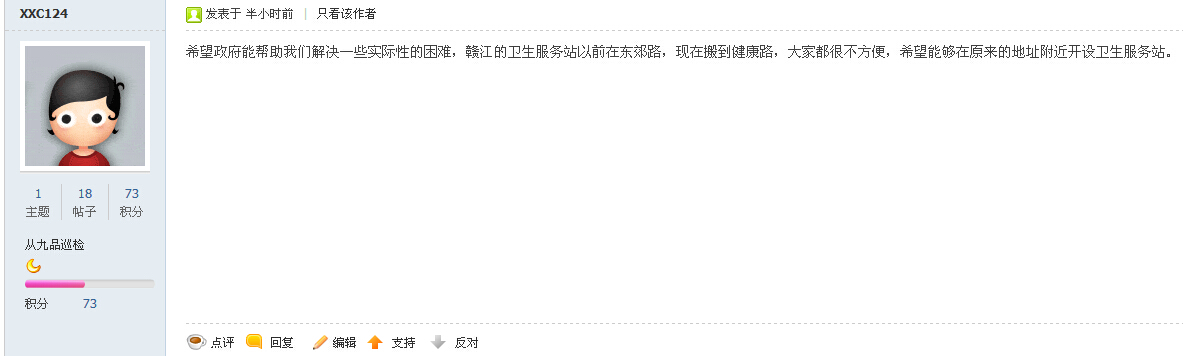 XXC124
发表于 半小时前 | 只看该作者
希望政府能帮助我们解决一些实际性的困难，赣江的卫生服务站以前在东郊路，现在搬到健康路，大家都很不方便，希望能够在原来的地址附近开设卫生服务站。
1 18 73
主题 帖子 积分
从九品巡检
积分 73
点评 回复 编辑 支持 反对